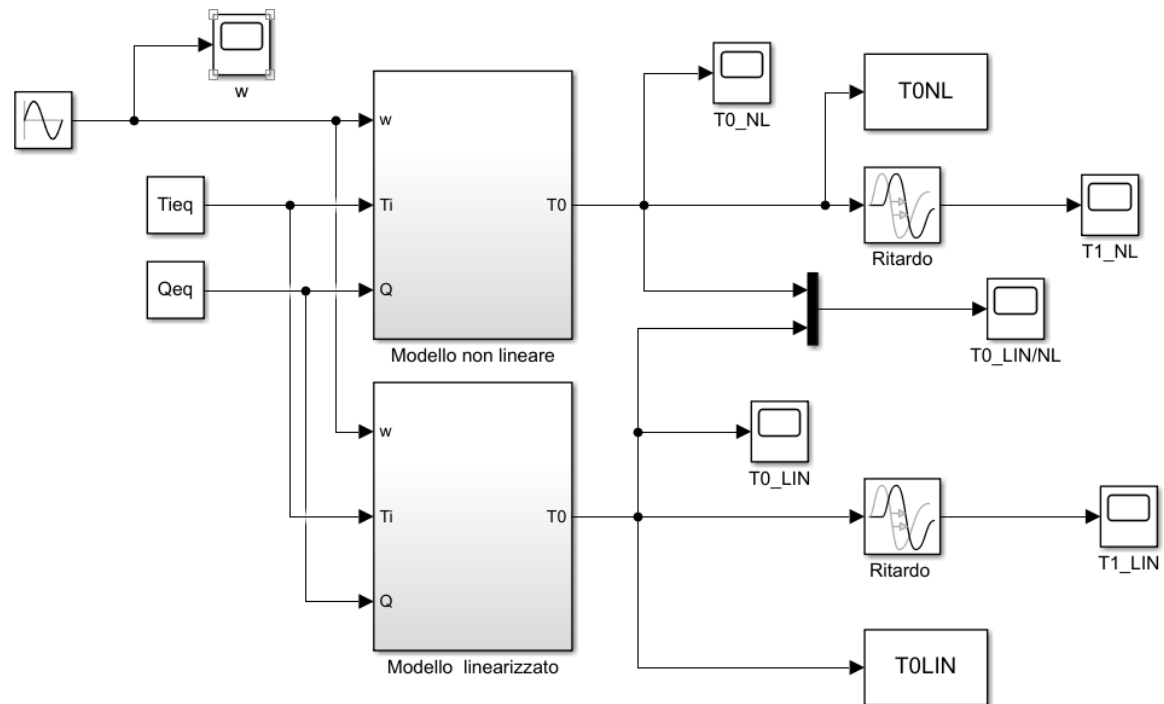 w
T0_NL
T0NL
w
Tieq
Ti
T0
Ritardo
T1_NL
Qeq
Q
T0_LIN/NL
Modello non lineare
w
T0_LIN
Ti
T0
Ritardo
T1_LIN
Q
Modello  linearizzato
T0LIN